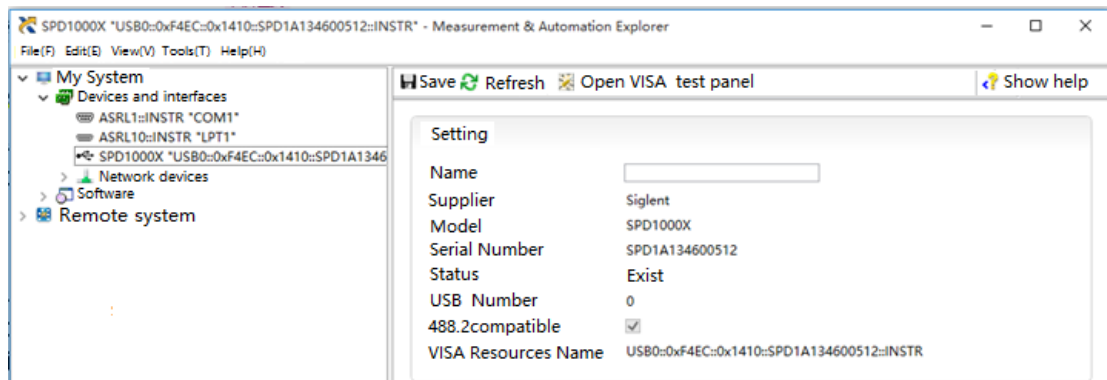 SPD1000X "USB0::0xF4EC::0x1410::SPD1A134600512::INSTR" - Measurement & Automation Explorer
File(F) Edit(E) View(V) Tools(T) Help(H)
My System
Devices and interfaces
ASRL1::INSTR "COM1"
ASRL10::INSTR "LPT1"
SPD1000X "USB0::0xF4EC::0x1410::SPD1A1346
Network devices
Software
Remote system
Save Refresh Open VISA test panel Show help
Setting
Name
Supplier Siglent
Model SPD1000X
Serial Number SPD1A134600512
Status Exist
USB Number 0
488.2compatible
VISA Resources Name USB0::0xF4EC::0x1410::SPD1A134600512::INSTR